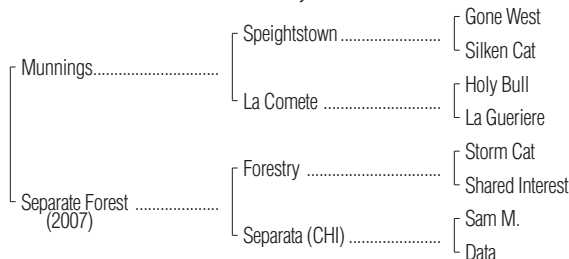 Gone West
Speightstown
Silken Cat
Munnings
Holy Bull
La Comete
La Gueriere
Storm Cat
Forestry
Shared Interest
Separate Forest
(2007)
Sam M.
Separata (CHI)
Data